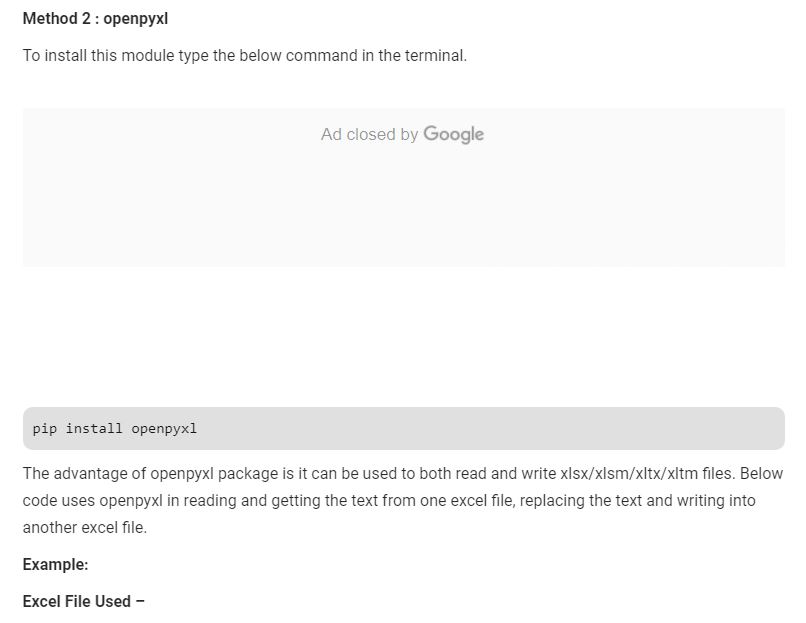 Method 2 : openpyxl
To install this module type the below command in the terminal.
Ad closed by Google
pip install openpyxl
The advantage of openpyxl package is it can be used to both read and write xlsx/xlsm/xltx/xltm files. Below
code uses openpyxl in reading and getting the text from one excel file, replacing the text and writing into
another excel file.
Example:
Excel File Used –